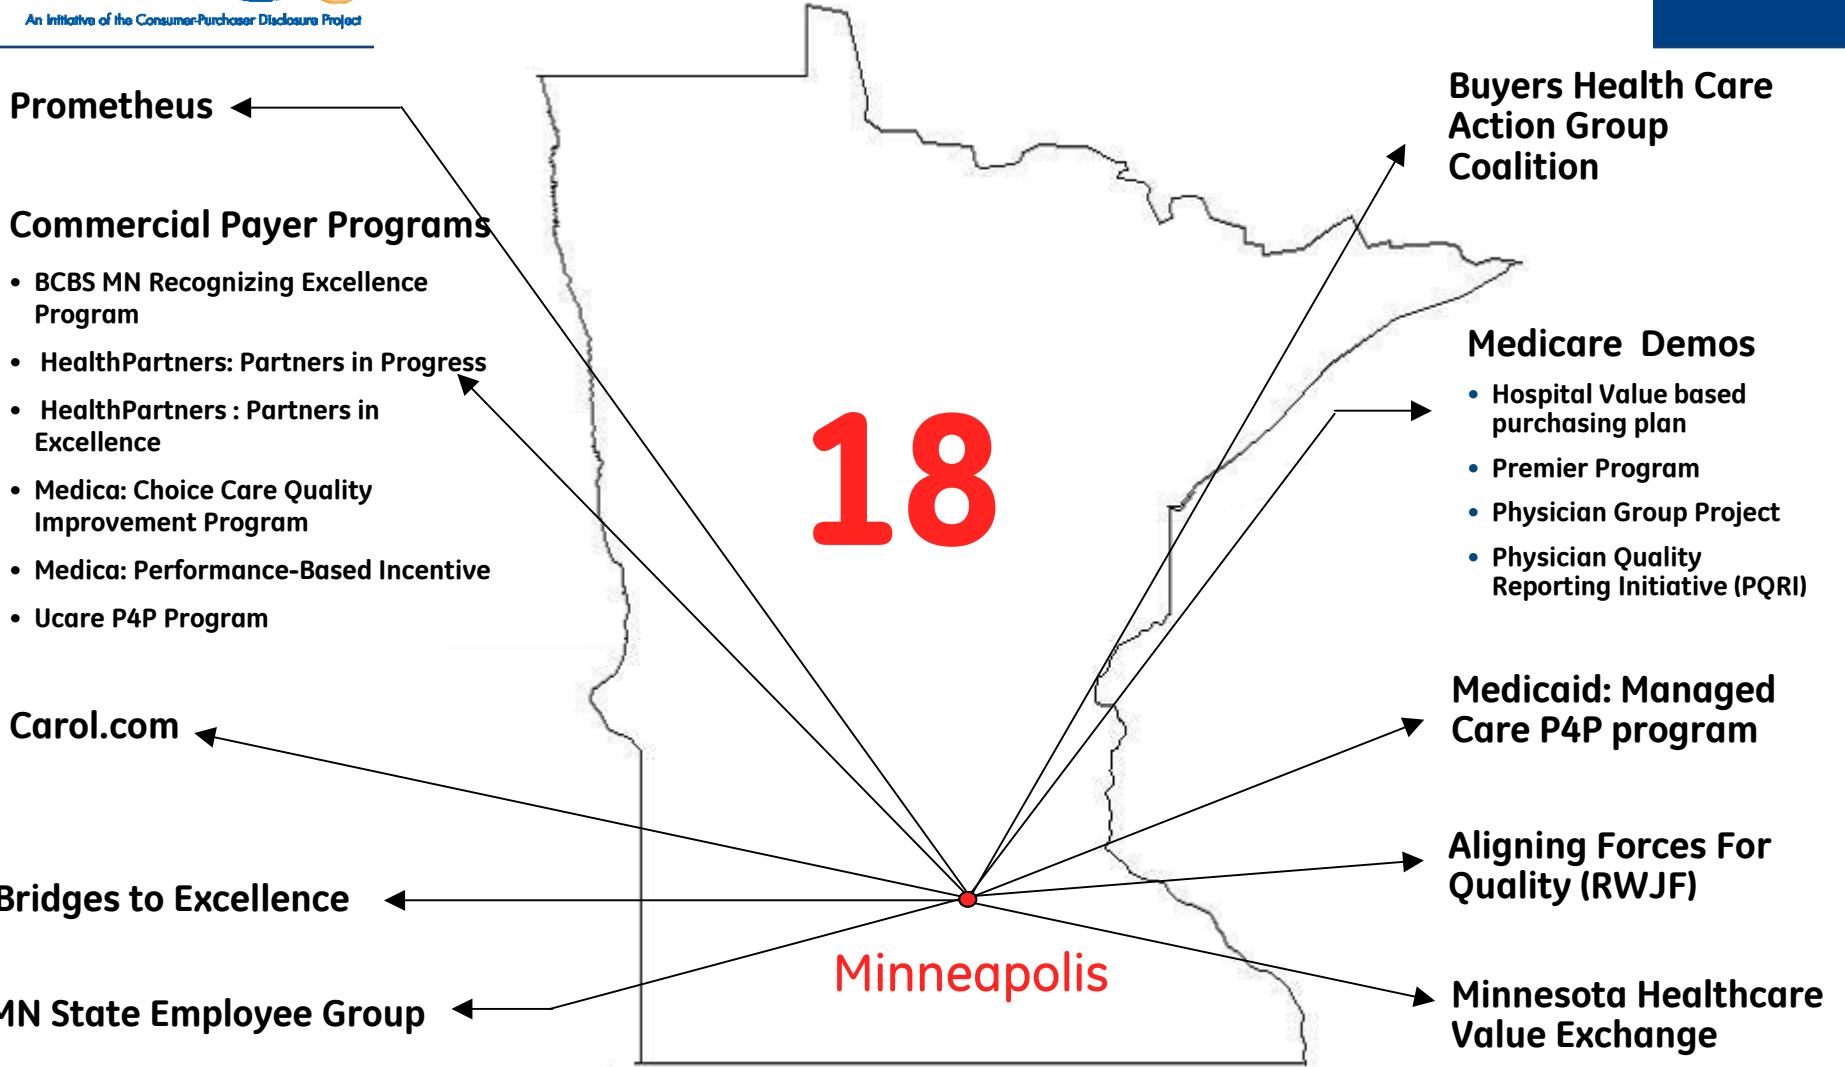 An Initiative of the Consumer-Purchaser Disclosure Project
Prometheus
Commercial Payer Programs
• BCBS MN Recognizing Excellence
Program
• HealthPartners: Partners in Progress
• HealthPartners : Partners in
Excellence
• Medica: Choice Care Quality
Improvement Program
• Medica: Performance-Based Incentive
• Ucare P4P Program
Carol.com
Bridges to Excellence
MN State Employee Group
18
Minneapolis
Buyers Health Care
Action Group
Coalition
Medicare Demos
• Hospital Value based
purchasing plan
• Premier Program
• Physician Group Project
• Physician Quality
Reporting Initiative (PQRI)
Medicaid: Managed
Care P4P program
Aligning Forces For
Quality (RWJF)
Minnesota Healthcare
Value Exchange